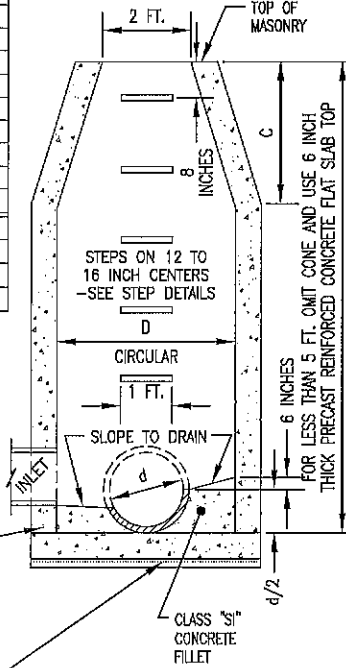 2 FT.
TOP OF
MASONRY
C
8
INCHES
STEPS ON 12 TO
16 INCH CENTERS
-SEE STEP DETAILS
D
CIRCULAR
1 FT.
SLOPE TO DRAIN
INLET
d
6 INCHES
FOR LESS THAN 5 FT. OMIT CONE AND USE 6 INCH
THICK PRECAST REINFORCED CONCRETE FLAT SLAB TOP
d/2
CLASS "SI"
CONCRETE
FILLET